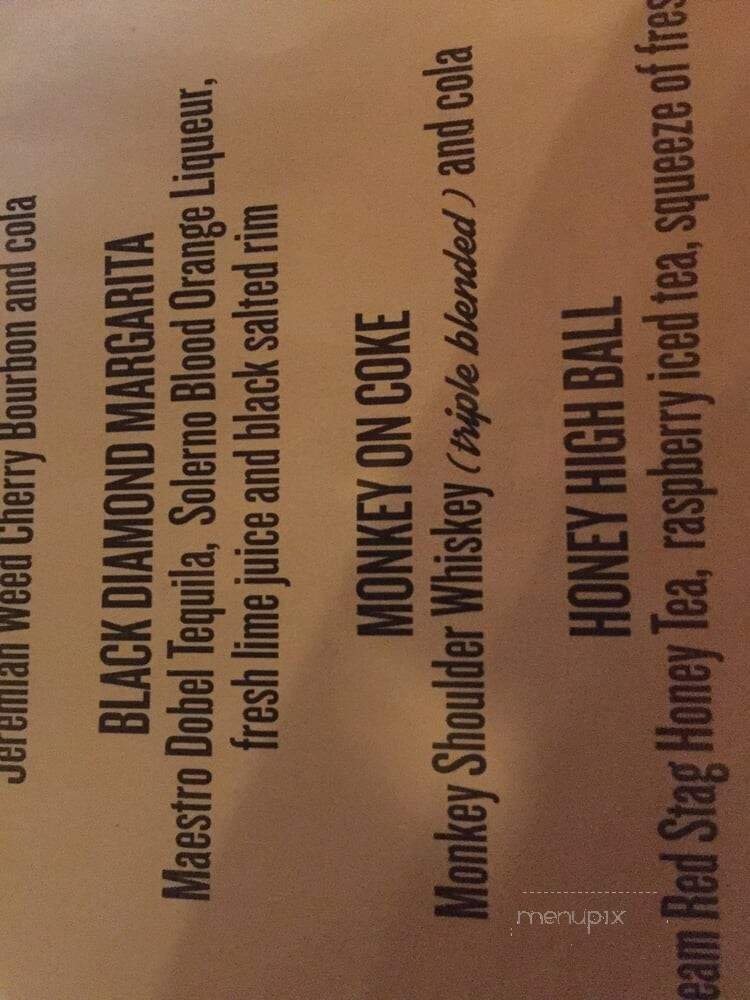 Jeremiah Weed Cherry Bourbon and cola
BLACK DIAMOND MARGARITA
Maestro Dobel Tequila, Solerno Blood Orange Liqueur,
fresh lime juice and black salted rim
MONKEY ON COKE
Monkey Shoulder Whiskey (triple blended) and cola
HONEY HIGH BALL
Red Stag Honey Tea, raspberry iced tea, squeeze of
menupix